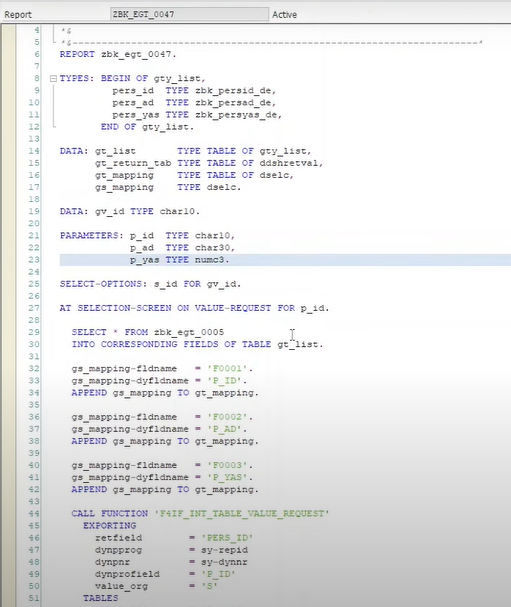 Report ZBK_EGT_0047 Active
4 *&
5 *&---------------------------------------------------------------------*
6 REPORT zbk_egt_0047.
7
8 TYPES: BEGIN OF gty_list,
9 pers_id TYPE zbk_persid_de,
10 pers_ad TYPE zbk_persad_de,
11 pers_yas TYPE zbk_persyas_de,
12 END OF gty_list.
13
14 DATA: gt_list TYPE TABLE OF gty_list,
15 gt_return_tab TYPE TABLE OF ddshretval,
16 gt_mapping TYPE TABLE OF dselc,
17 gs_mapping TYPE dselc.
18
19 DATA: gv_id TYPE char10.
20
21 PARAMETERS: p_id TYPE char10,
22 p_ad TYPE char30,
23 p_yas TYPE numc3.
24
25 SELECT-OPTIONS: s_id FOR gv_id.
26
27 AT SELECTION-SCREEN ON VALUE-REQUEST FOR p_id.
28
29 SELECT * FROM zbk_egt_0005
30 INTO CORRESPONDING FIELDS OF TABLE gt_list.
31
32 gs_mapping-fldname = 'F0001'.
33 gs_mapping-dyfldname = 'P_ID'.
34 APPEND gs_mapping TO gt_mapping.
35
36 gs_mapping-fldname = 'F0002'.
37 gs_mapping-dyfldname = 'P_AD'.
38 APPEND gs_mapping TO gt_mapping.
39
40 gs_mapping-fldname = 'F0003'.
41 gs_mapping-dyfldname = 'P_YAS'.
42 APPEND gs_mapping TO gt_mapping.
43
44 CALL FUNCTION 'F4IF_INT_TABLE_VALUE_REQUEST'
45 EXPORTING
46 retfield = 'PERS_ID'
47 dynpprog = sy-repid
48 dynpnr = sy-dynnr
49 dynprofield = 'P_ID'
50 value_org = 'S'
51 TABLES